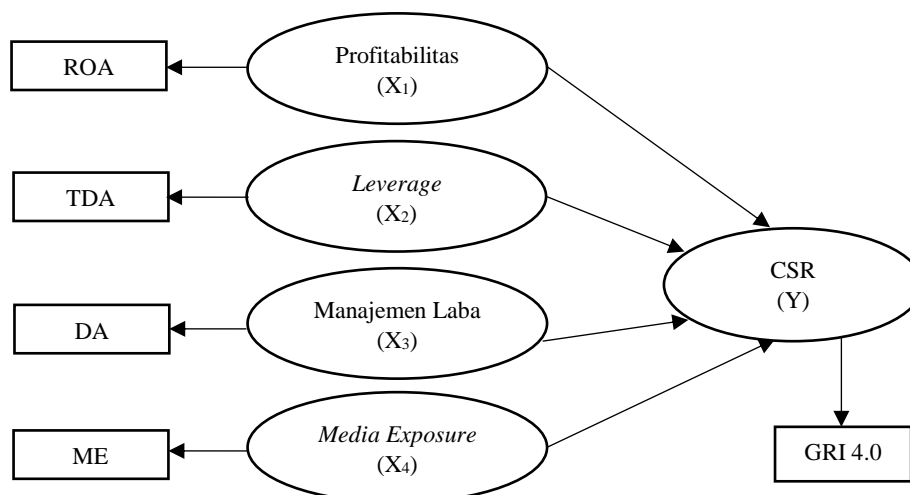 ROA
Profitabilitas
(X₁)
TDA
Leverage
(X₂)
CSR
(Y)
DA
Manajemen Laba
(X₃)
ME
Media Exposure
(X₄)
GRI 4.0